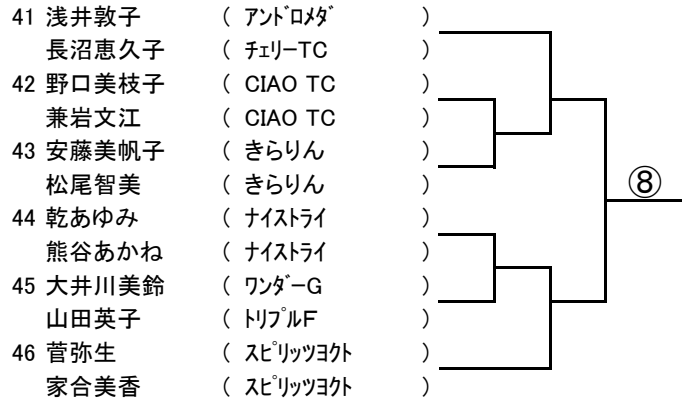 41 浅井敦子 ( ｱﾝﾄﾞﾛﾒﾀﾞ )
長沼恵久子 ( ﾁｪﾘｰTC )
42 野口美枝子 ( CIAO TC )
兼岩文江 ( CIAO TC )
43 安藤美帆子 ( きらりん )
松尾智美 ( きらりん )
⑧
44 乾あゆみ ( ﾅｲｽﾄﾗｲ )
熊谷あかね ( ﾅｲｽﾄﾗｲ )
45 大井川美鈴 ( ﾜﾝﾀﾞｰG )
山田英子 ( ﾄﾘﾌﾟﾙF )
46 菅弥生 ( ｽﾋﾟﾘｯﾂﾖｸﾄ )
家合美香 ( ｽﾋﾟﾘｯﾂﾖｸﾄ )